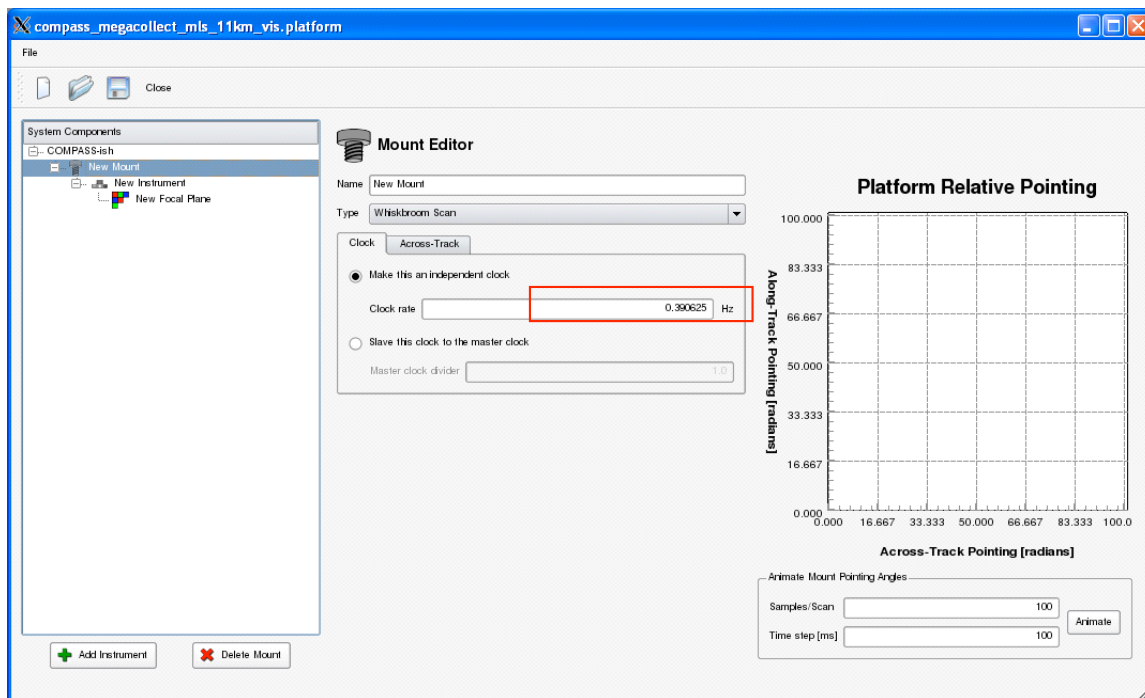 compass_megacollect_mls_11km_vis.platform
File
Close
System Components
COMPASS-ish
New Mount
New Instrument
New Focal Plane
Add Instrument
Delete Mount
Mount Editor
Name New Mount
Type Whiskbroom Scan
Clock Across-Track
Make this an independent clock
Clock rate 0.390625 Hz
Slave this clock to the master clock
Master clock divider 1.0
Platform Relative Pointing
Along-Track Pointing [radians]
100.000
83.333
66.667
50.000
33.333
16.667
0.000
0.000 16.667 33.333 50.000 66.667 83.333 100.0
Across-Track Pointing [radians]
Animate Mount Pointing Angles
Samples/Scan 100
Time step [ms] 100
Animate